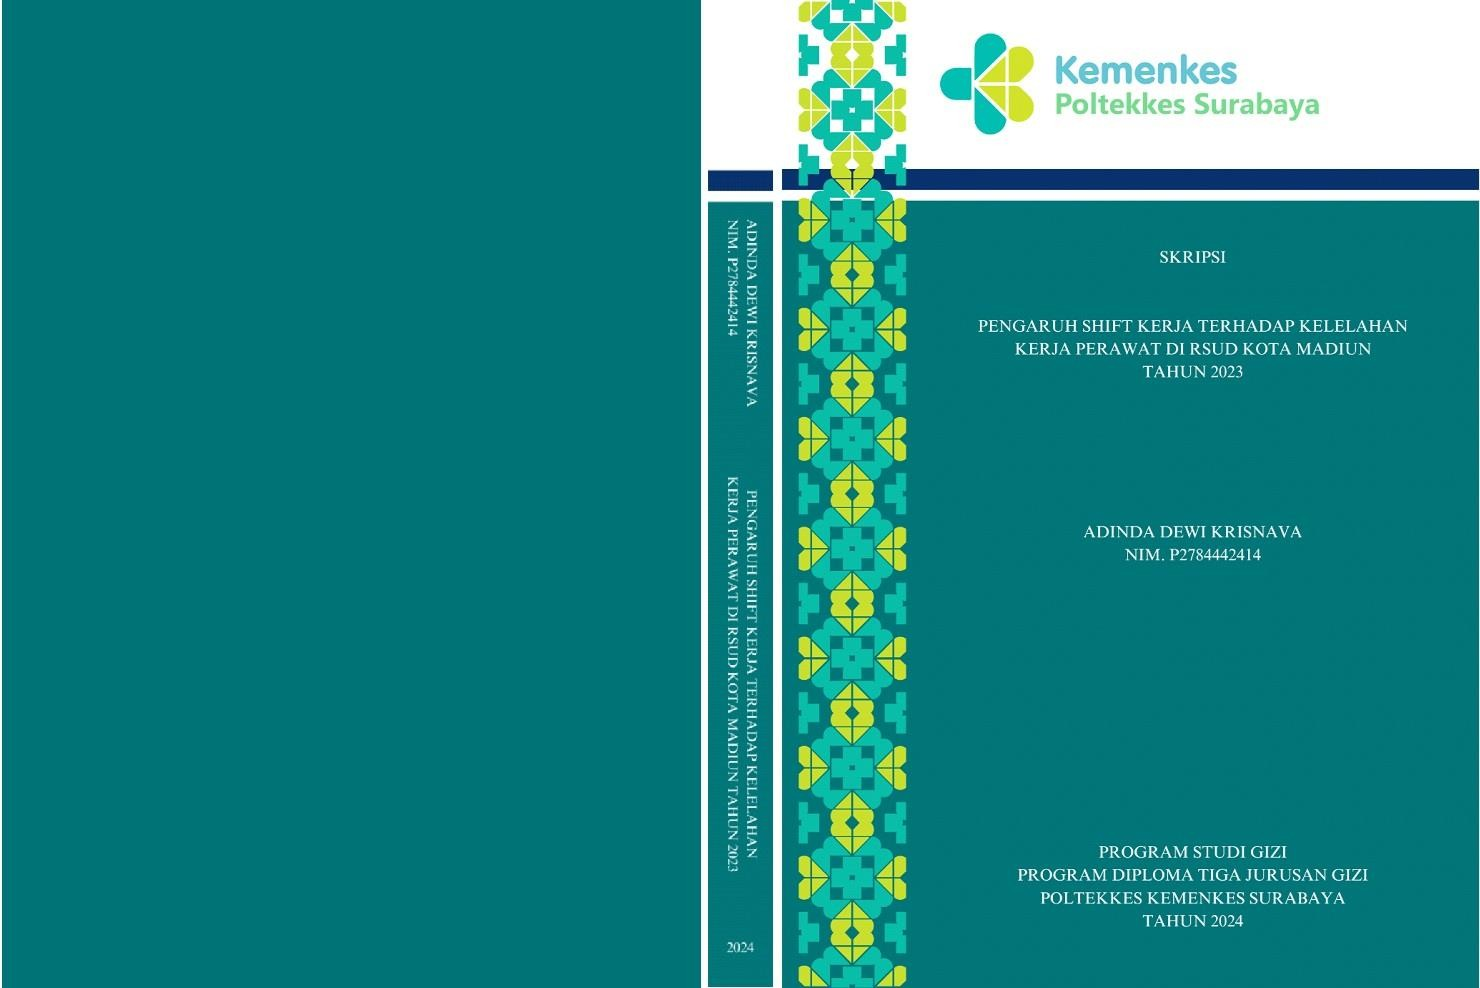 ADINDA DEWI KRISNAVA
NIM. P2784442414
PENGARUH SHIFT KERJA TERHADAP KELELAHAN
KERJA PERAWAT DI RSUD KOTA MADIUN TAHUN 2023
2024
Kemenkes
Poltekkes Surabaya
SKRIPSI
PENGARUH SHIFT KERJA TERHADAP KELELAHAN
KERJA PERAWAT DI RSUD KOTA MADIUN
TAHUN 2023
ADINDA DEWI KRISNAVA
NIM. P2784442414
PROGRAM STUDI GIZI
PROGRAM DIPLOMA TIGA JURUSAN GIZI
POLTEKKES KEMENKES SURABAYA
TAHUN 2024